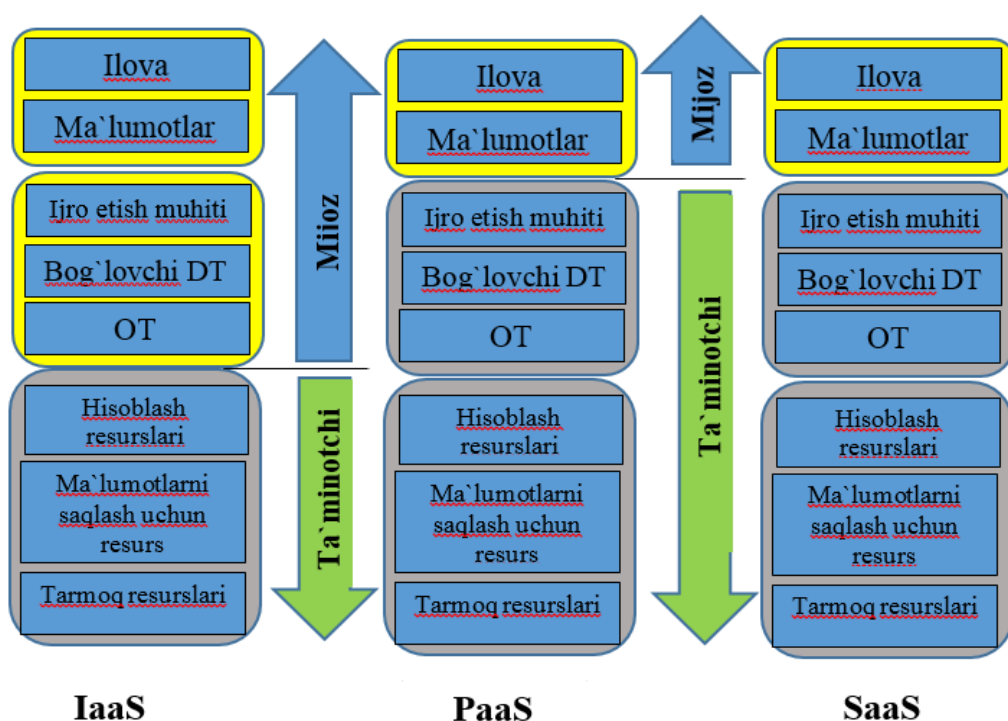 Ilova
Ma`lumotlar
Ijro etish muhiti
Bog`lovchi DT
OT
Hisoblash
resurslari
Ma`lumotlarni
saqlash uchun
resurs
Tarmoq resurslari
IaaS
Miioz
Ta`minotchi
Ilova
Ma`lumotlar
Ijro etish muhiti
Bog`lovchi DT
OT
Hisoblash
resurslari
Ma`lumotlarni
saqlash uchun
resurs
Tarmoq resurslari
PaaS
Mijoz
Ta`minotchi
Ilova
Ma`lumotlar
Ijro etish muhiti
Bog`lovchi DT
OT
Hisoblash
resurslari
Ma`lumotlarni
saqlash uchun
resurs
Tarmoq resurslari
SaaS